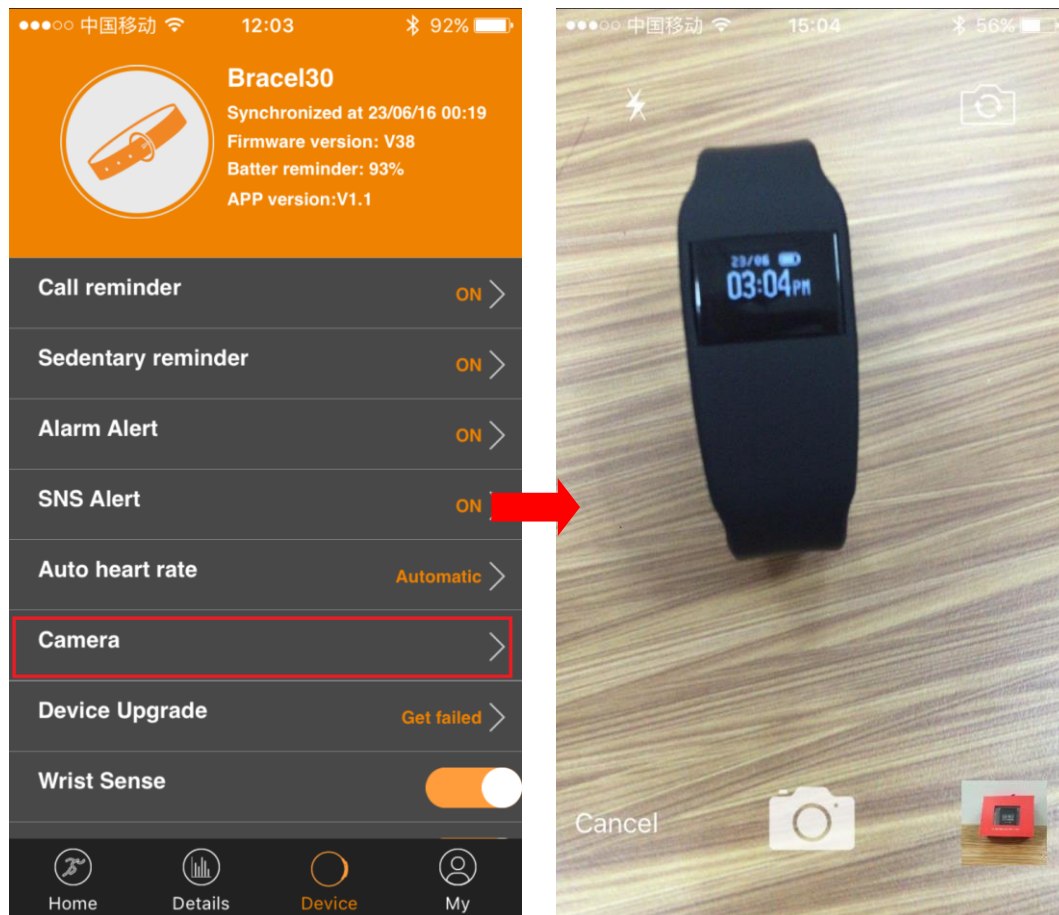 中国移动 12:03 92%
Bracel30
Synchronized at 23/06/16 00:19
Firmware version: V38
Batter reminder: 93%
APP version:V1.1
Call reminder ON
Sedentary reminder ON
Alarm Alert ON
SNS Alert ON
Auto heart rate Automatic
Camera
Device Upgrade Get failed
Wrist Sense
Home Details Device My
中国移动 15:04 56%
23/06
03:04PM
Cancel